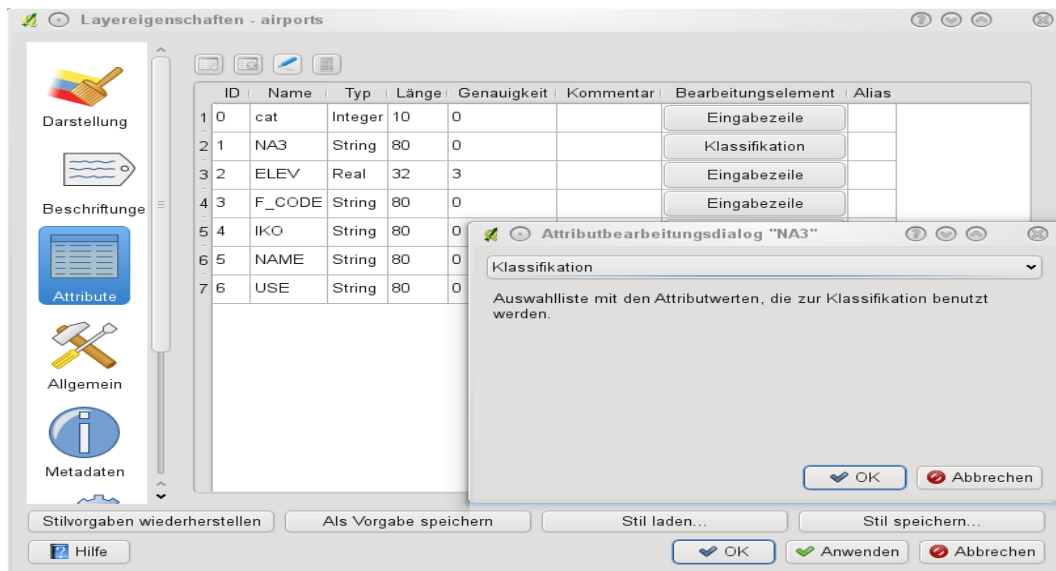 Layereigenschaften - airports
Darstellung
Beschriftunge
Attribute
Allgemein
Metadaten
ID Name Typ Länge Genauigkeit Kommentar Bearbeitungselement Alias
1 0 cat Integer 10 0 Eingabezeile
2 1 NA3 String 80 0 Klassifikation
3 2 ELEV Real 32 3 Eingabezeile
4 3 F_CODE String 80 0 Eingabezeile
5 4 IKO String 80 0
6 5 NAME String 80 0
7 6 USE String 80 0
Attributbearbeitungsdialog "NA3"
Klassifikation
Auswahlliste mit den Attributwerten, die zur Klassifikation benutzt
werden.
OK Abbrechen
Stilvorgaben wiederherstellen Als Vorgabe speichern Stil laden... Stil speichern...
Hilfe OK Anwenden Abbrechen